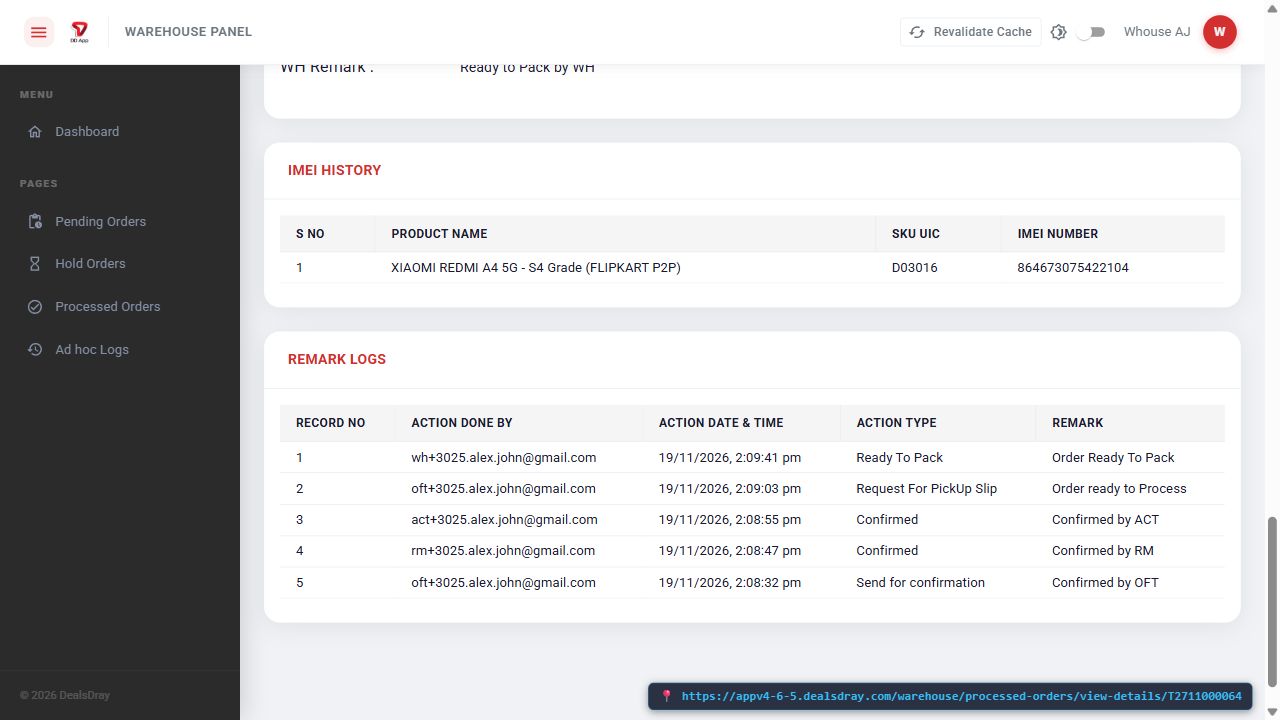 DD App
WAREHOUSE PANEL
Revalidate Cache
Whouse AJ
W
MENU
Dashboard
PAGES
Pending Orders
Hold Orders
Processed Orders
Ad hoc Logs
© 2026 DealsDray
WH Remark : Ready to Pack by WH
IMEI HISTORY
S NO PRODUCT NAME SKU UIC IMEI NUMBER
1 XIAOMI REDMI A4 5G - S4 Grade (FLIPKART P2P) D03016 864673075422104
REMARK LOGS
RECORD NO ACTION DONE BY ACTION DATE & TIME ACTION TYPE REMARK
1 wh+3025.alex.john@gmail.com 19/11/2026, 2:09:41 pm Ready To Pack Order Ready To Pack
2 oft+3025.alex.john@gmail.com 19/11/2026, 2:09:03 pm Request For PickUp Slip Order ready to Process
3 act+3025.alex.john@gmail.com 19/11/2026, 2:08:55 pm Confirmed Confirmed by ACT
4 rm+3025.alex.john@gmail.com 19/11/2026, 2:08:47 pm Confirmed Confirmed by RM
5 oft+3025.alex.john@gmail.com 19/11/2026, 2:08:32 pm Send for confirmation Confirmed by OFT
https://appv4-6-5.dealsdray.com/warehouse/processed-orders/view-details/T2711000064